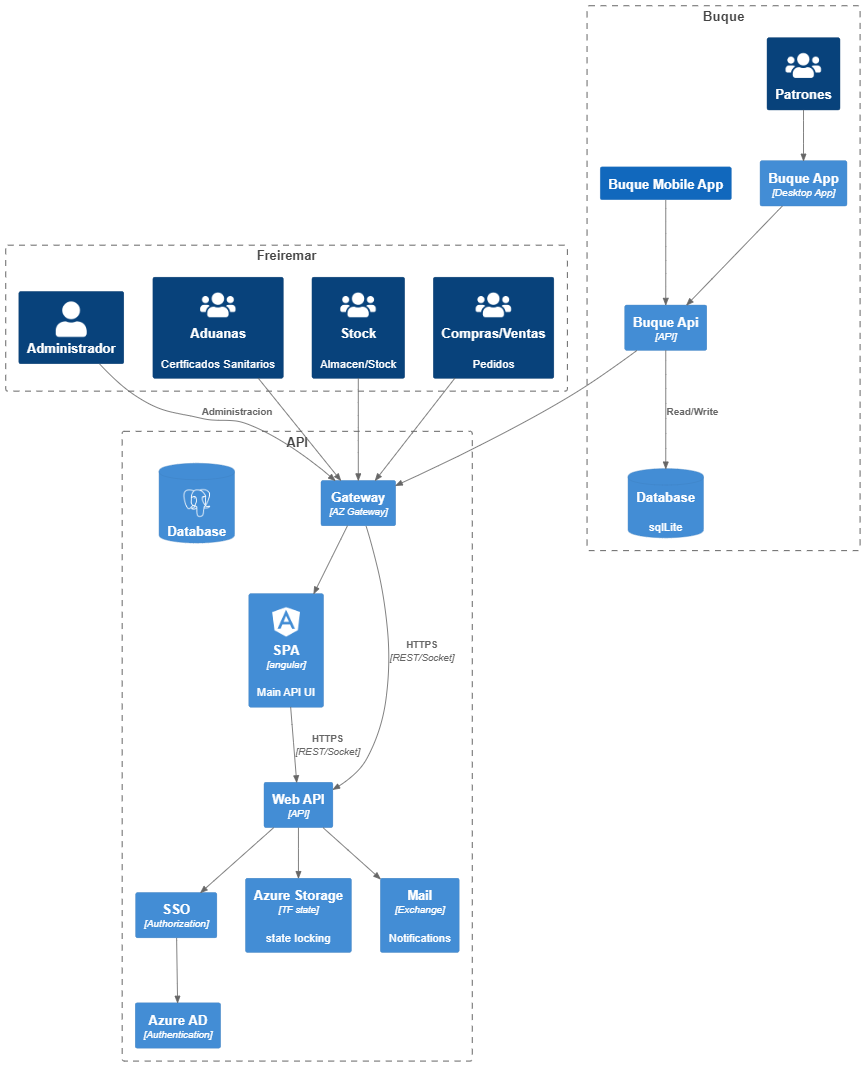 Buque
Patrones
Buque Mobile App
Buque App
[Desktop App]
Freiremar
Administrador
Aduanas
Certficados Sanitarios
Stock
Almacen/Stock
Compras/Ventas
Pedidos
Buque Api
[API]
Administracion
Read/Write
API
Database
Gateway
[AZ Gateway]
Database
sqlLite
SPA
[angular]
Main API UI
HTTPS
[REST/Socket]
HTTPS
[REST/Socket]
Web API
[API]
SSO
[Authorization]
Azure Storage
[TF state]
state locking
Mail
[Exchange]
Notifications
Azure AD
[Authentication]